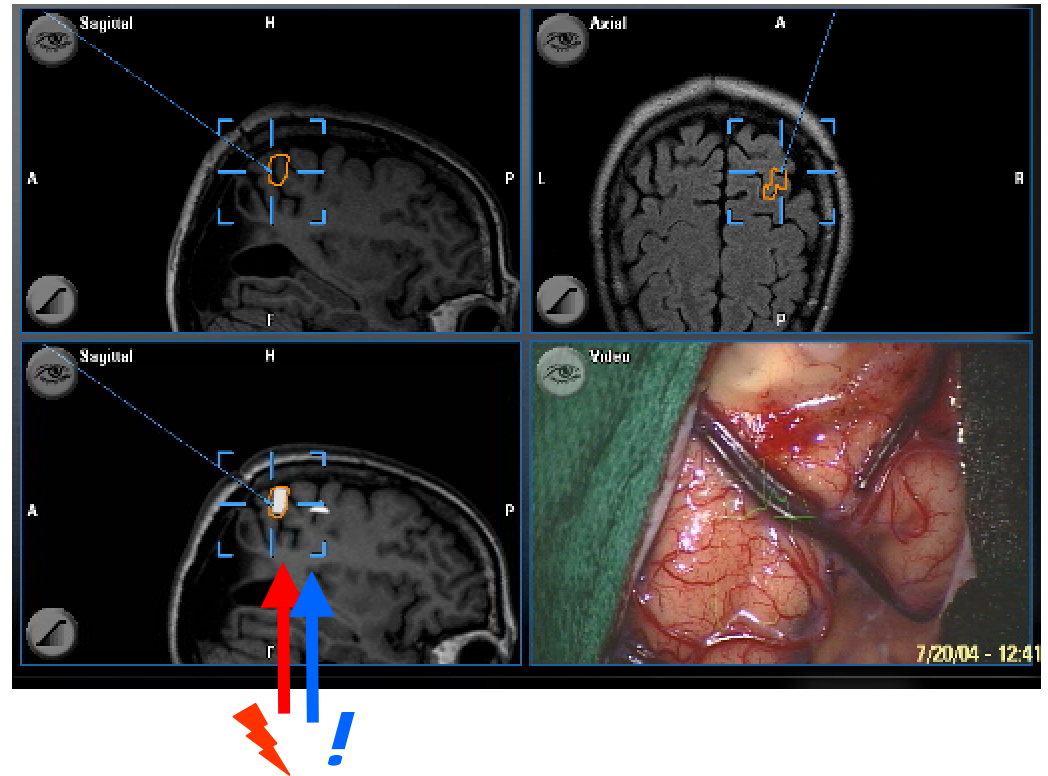 Sagittal
H
A
P
F
Axial
A
L
R
P
Sagittal
H
A
P
F
Video
7/20/04 - 12:41
!